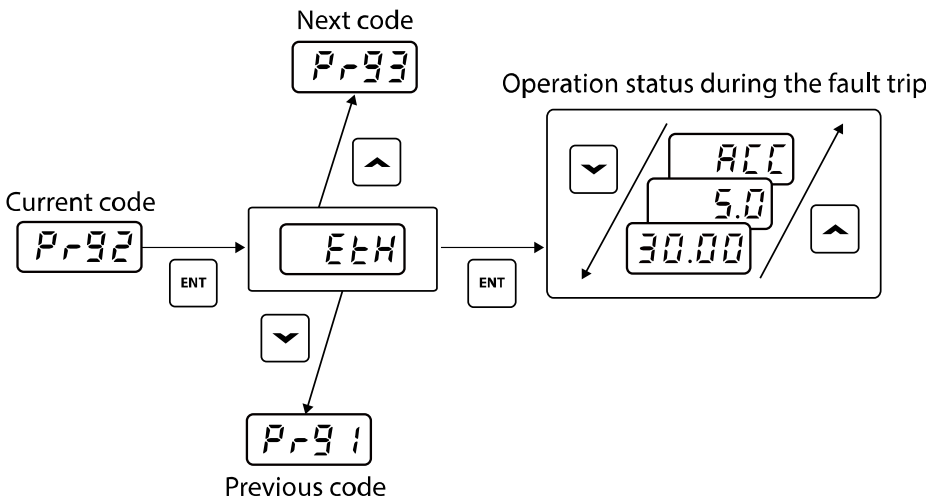 Next code
Pr93
Operation status during the fault trip
ACC
Current code
5.0
Pr92
EtH
30.00
ENT
ENT
Pr91
Previous code